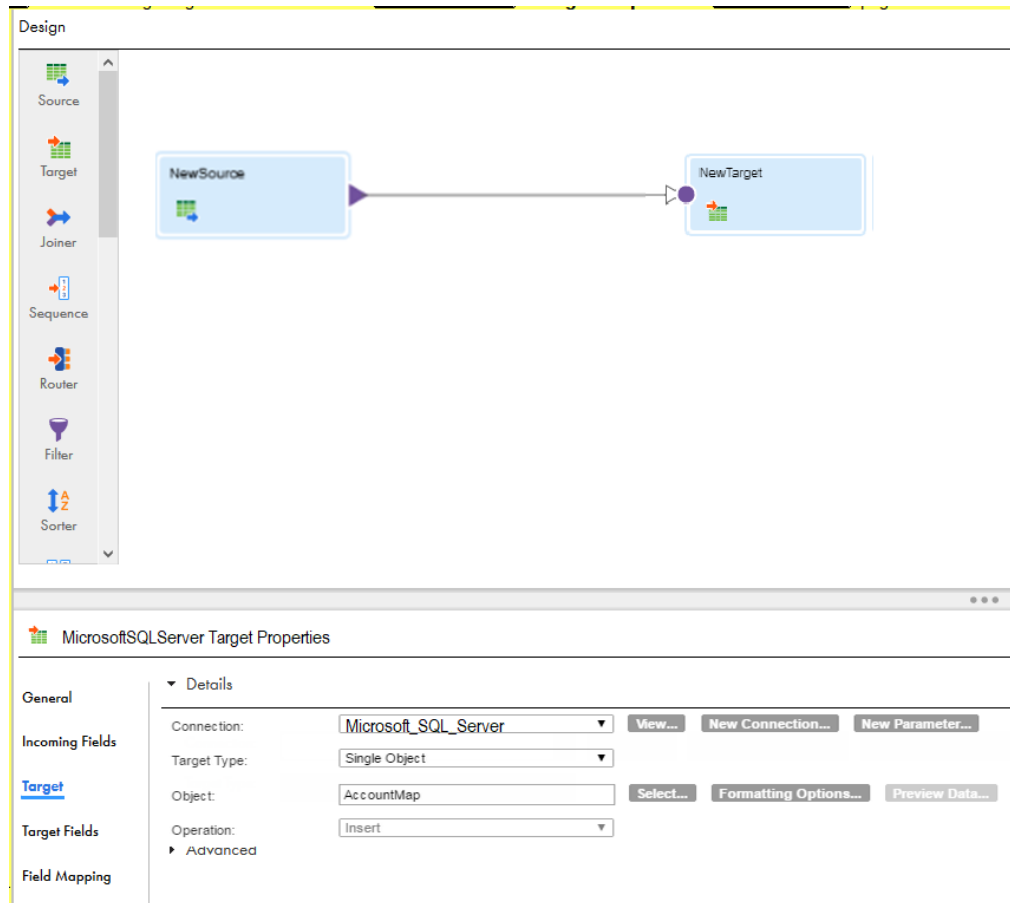 Design
Source
Target
Joiner
Sequence
Router
Filter
Sorter
NewSource
NewTarget
MicrosoftSQLServer Target Properties
General
Incoming Fields
Target
Target Fields
Field Mapping
Details
Connection: Microsoft_SQL_Server View... New Connection... New Parameter...
Target Type: Single Object
Object: AccountMap Select... Formatting Options... Preview Data...
Operation: Insert
Advanced